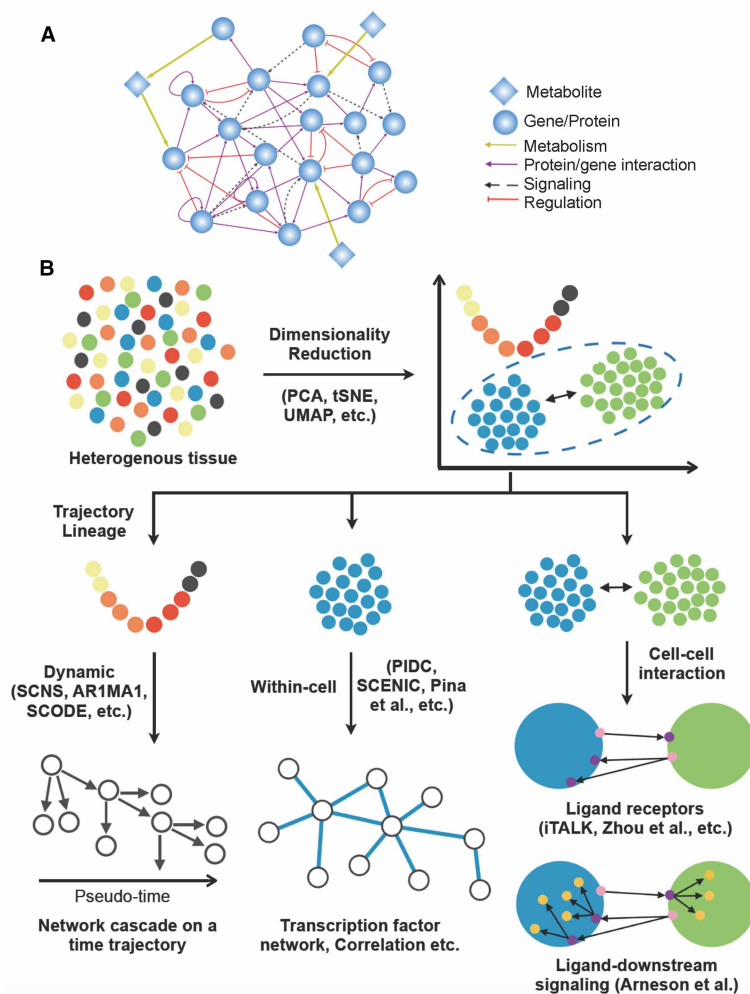 A
Metabolite
Gene/Protein
Metabolism
Protein/gene interaction
Signaling
Regulation
B
Dimensionality
Reduction
(PCA, tSNE,
UMAP, etc.)
Heterogenous tissue
Trajectory
Lineage
Dynamic
(SCNS, AR1MA1,
SCODE, etc.)
Within-cell
(PIDC,
SCENIC, Pina
et al., etc.)
Cell-cell
interaction
Ligand receptors
(iTALK, Zhou et al., etc.)
Pseudo-time
Network cascade on a
time trajectory
Transcription factor
network, Correlation etc.
Ligand-downstream
signaling (Arneson et al.)